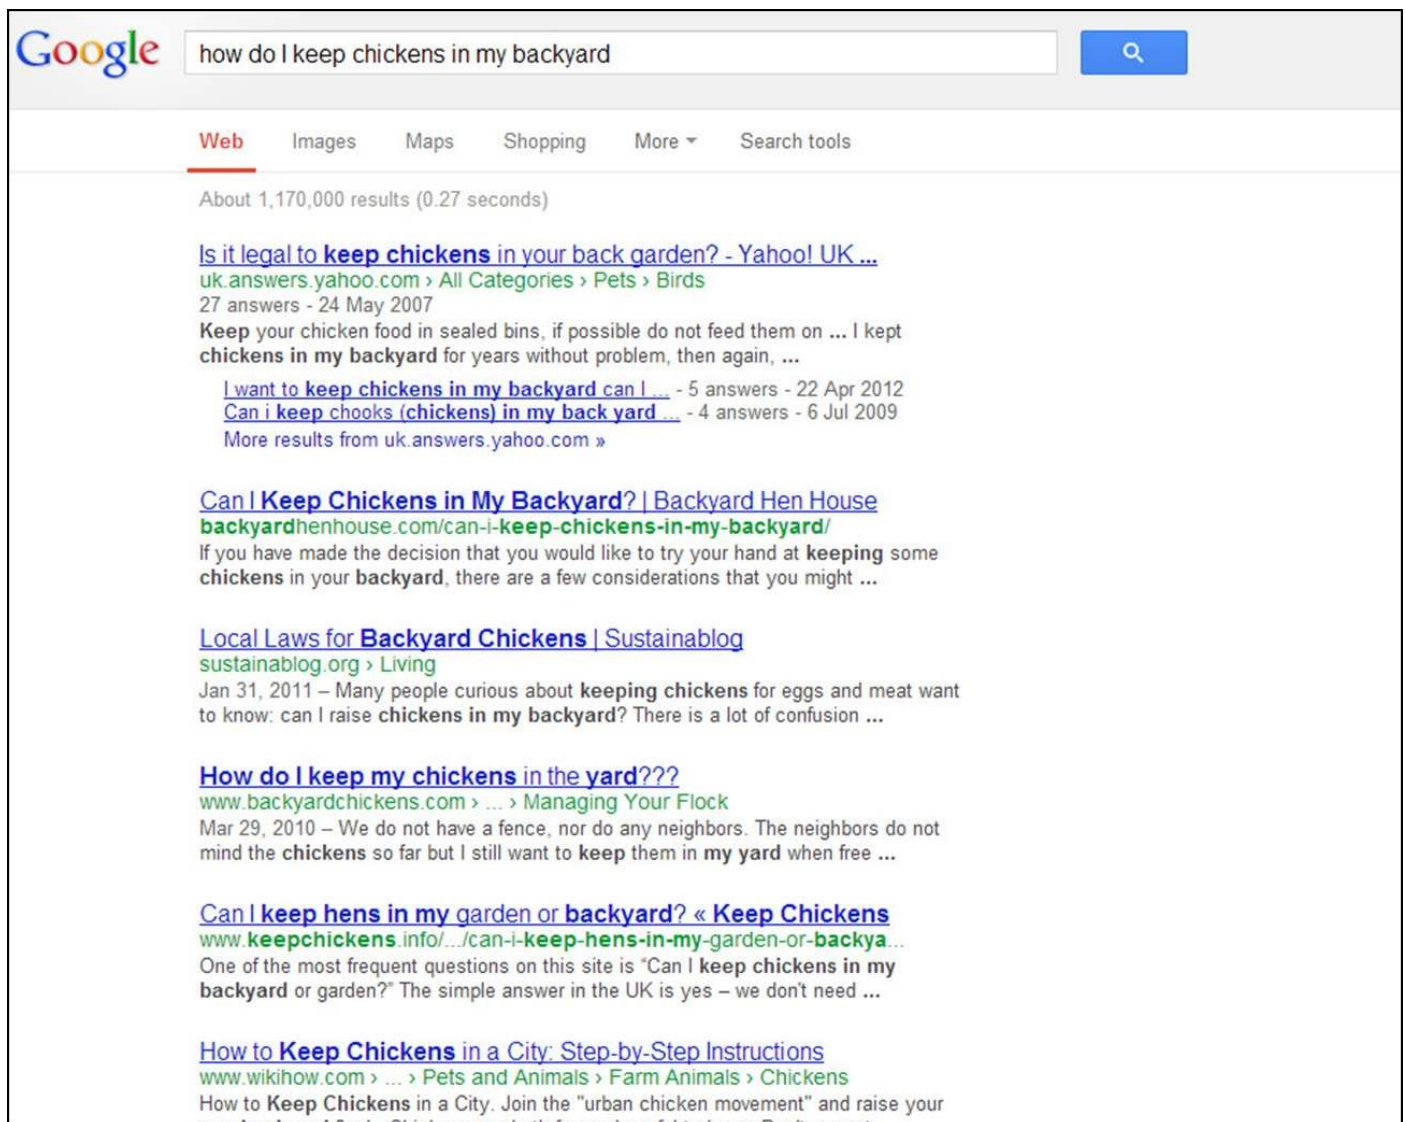 Google
how do I keep chickens in my backyard
Web Images Maps Shopping More Search tools
About 1,170,000 results (0.27 seconds)
Is it legal to keep chickens in your back garden? - Yahoo! UK ...
uk.answers.yahoo.com › All Categories › Pets › Birds
27 answers - 24 May 2007
Keep your chicken food in sealed bins, if possible do not feed them on ... I kept
chickens in my backyard for years without problem, then again, ...
I want to keep chickens in my backyard can I ... - 5 answers - 22 Apr 2012
Can i keep chooks (chickens) in my back yard ... - 4 answers - 6 Jul 2009
More results from uk.answers.yahoo.com »
Can I Keep Chickens in My Backyard? | Backyard Hen House
backyardhenhouse.com/can-i-keep-chickens-in-my-backyard/
If you have made the decision that you would like to try your hand at keeping some
chickens in your backyard, there are a few considerations that you might ...
Local Laws for Backyard Chickens | Sustainablog
sustainablog.org › Living
Jan 31, 2011 – Many people curious about keeping chickens for eggs and meat want
to know: can I raise chickens in my backyard? There is a lot of confusion ...
How do I keep my chickens in the yard???
www.backyardchickens.com › ... › Managing Your Flock
Mar 29, 2010 – We do not have a fence, nor do any neighbors. The neighbors do not
mind the chickens so far but I still want to keep them in my yard when free ...
Can I keep hens in my garden or backyard? « Keep Chickens
www.keepchickens.info/.../can-i-keep-hens-in-my-garden-or-backya...
One of the most frequent questions on this site is “Can I keep chickens in my
backyard or garden?” The simple answer in the UK is yes – we don't need ...
How to Keep Chickens in a City: Step-by-Step Instructions
www.wikihow.com › ... › Pets and Animals › Farm Animals › Chickens
How to Keep Chickens in a City. Join the "urban chicken movement" and raise your